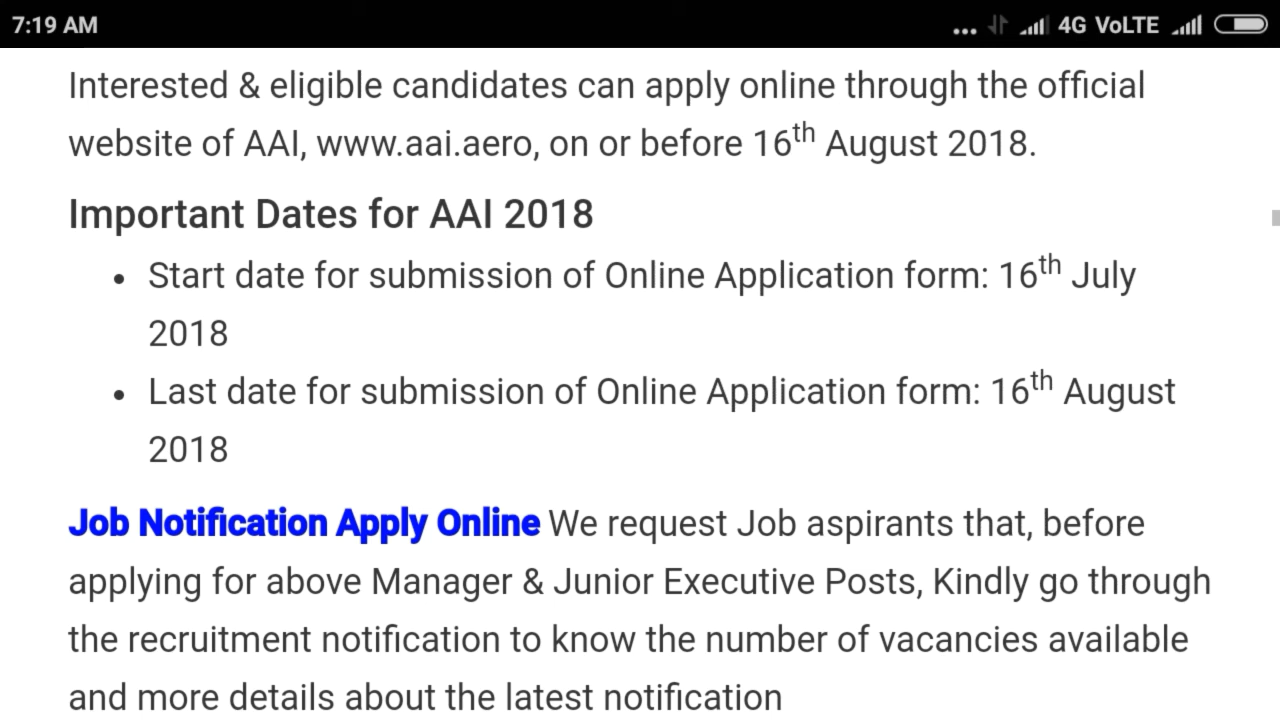 7:19 AM ... 4G VoLTE
Interested & eligible candidates can apply online through the official
website of AAI, www.aai.aero, on or before 16th August 2018.
Important Dates for AAI 2018
• Start date for submission of Online Application form: 16th July
2018
• Last date for submission of Online Application form: 16th August
2018
Job Notification Apply Online We request Job aspirants that, before
applying for above Manager & Junior Executive Posts, Kindly go through
the recruitment notification to know the number of vacancies available
and more details about the latest notification